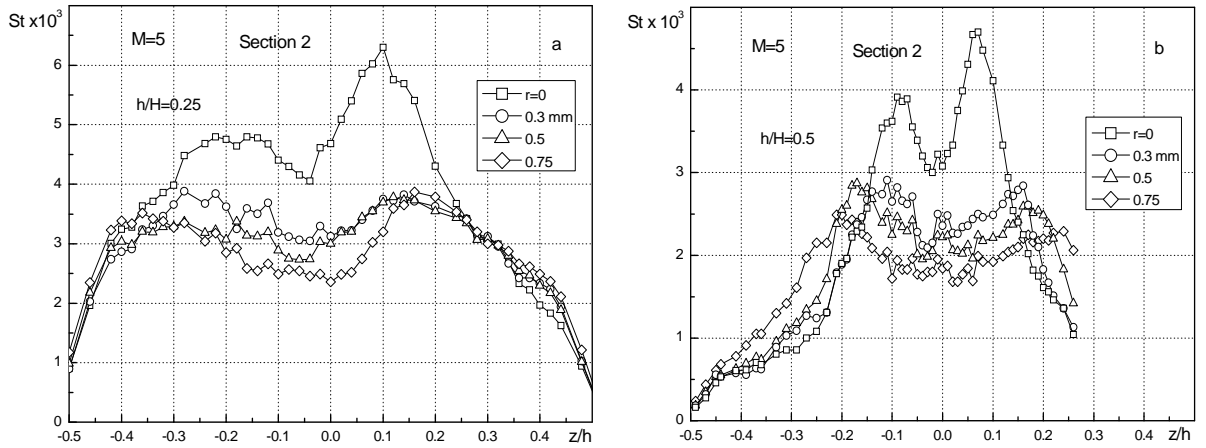 St x 10³
M=5
Section 2
a
h/H=0.25
r=0
0.3 mm
0.5
0.75
6
5
4
3
2
1
0
-0.5 -0.4 -0.3 -0.2 -0.1 0.0 0.1 0.2 0.3 0.4 z/h
St x 10³
M=5
Section 2
b
h/H=0.5
r=0
0.3 mm
0.5
0.75
5
4
3
2
1
0
-0.5 -0.4 -0.3 -0.2 -0.1 0.0 0.1 0.2 0.3 0.4 z/h 0.5